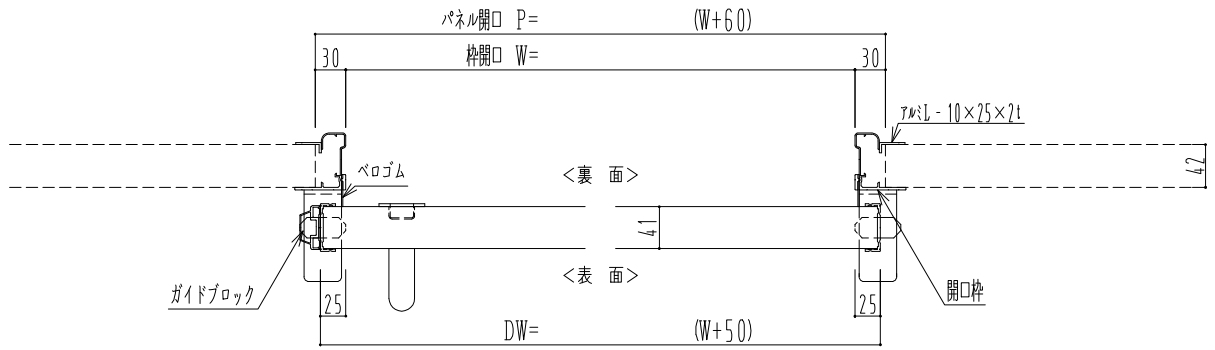 パネル開口 P= (W+60)
30 枠開口 W= 30
アルミL - 10×25×2t
ベロゴム
<裏 面>
42
41
<表 面>
ガイドブロック
開口枠
25 25
DW= (W+50)